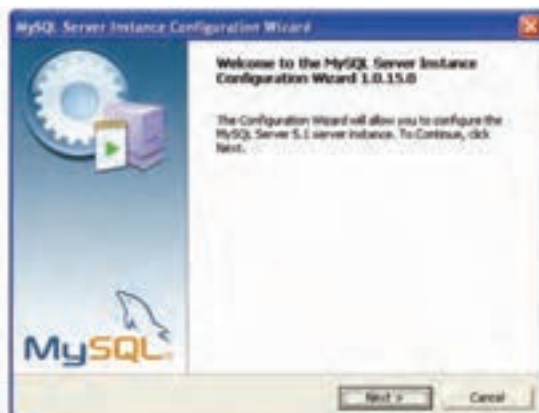 MySQL Server Instance Configuration Wizard
Welcome to the MySQL Server Instance
Configuration Wizard 1.0.15.0
The Configuration Wizard will allow you to configure the
MySQL Server 5.1 server instance. To Continue, click
Next.
MySQL
Next >
Cancel